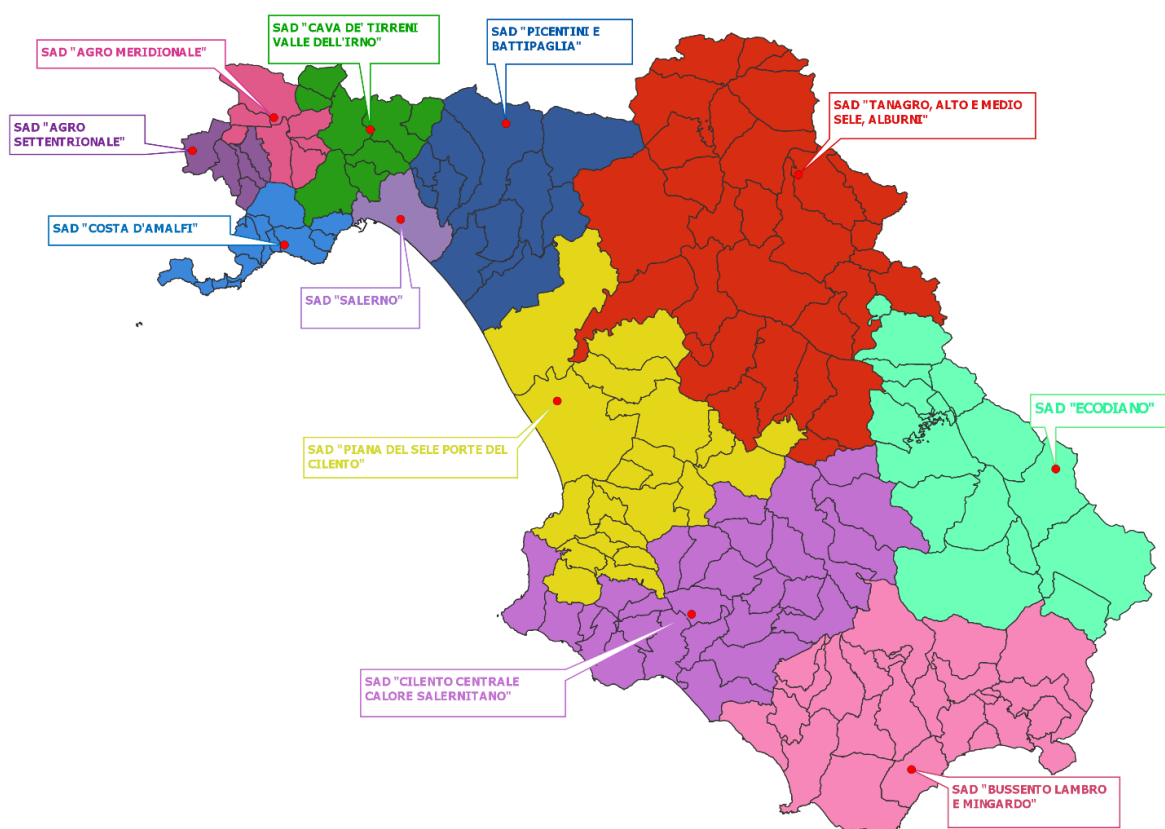 SAD "CAVA DE' TIRRENI
VALLE DELL'IRNO"
SAD "PICENTINI E
BATTIPAGLIA"
SAD "AGRO MERIDIONALE"
SAD "TANAGRO, ALTO E MEDIO
SELE, ALBURNI"
SAD "AGRO
SETTENTRIONALE"
SAD "COSTA D'AMALFI"
SAD "SALERNO"
SAD "ECODIANO"
SAD "PIANA DEL SELE PORTE DEL
CILENTO"
SAD "CILENTO CENTRALE
CALORE SALERNITANO"
SAD "BUSSENTO LAMBRO
E MINGARDO"